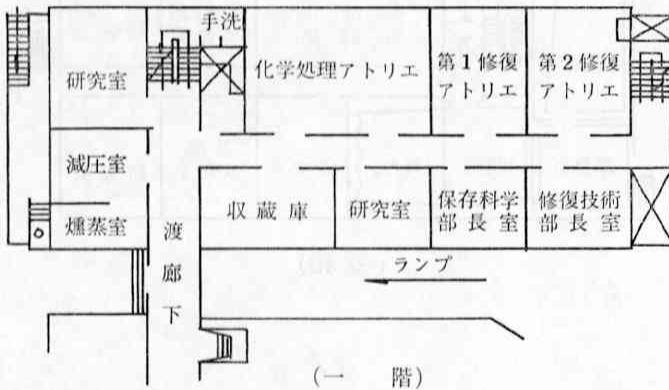 手洗
研究室
化学処理アトリエ
第1修復
アトリエ
第2修復
アトリエ
減圧室
燻蒸室
収蔵庫
研究室
保存科学
部長室
修復技術
部長室
渡廊下
ランプ
(一階)